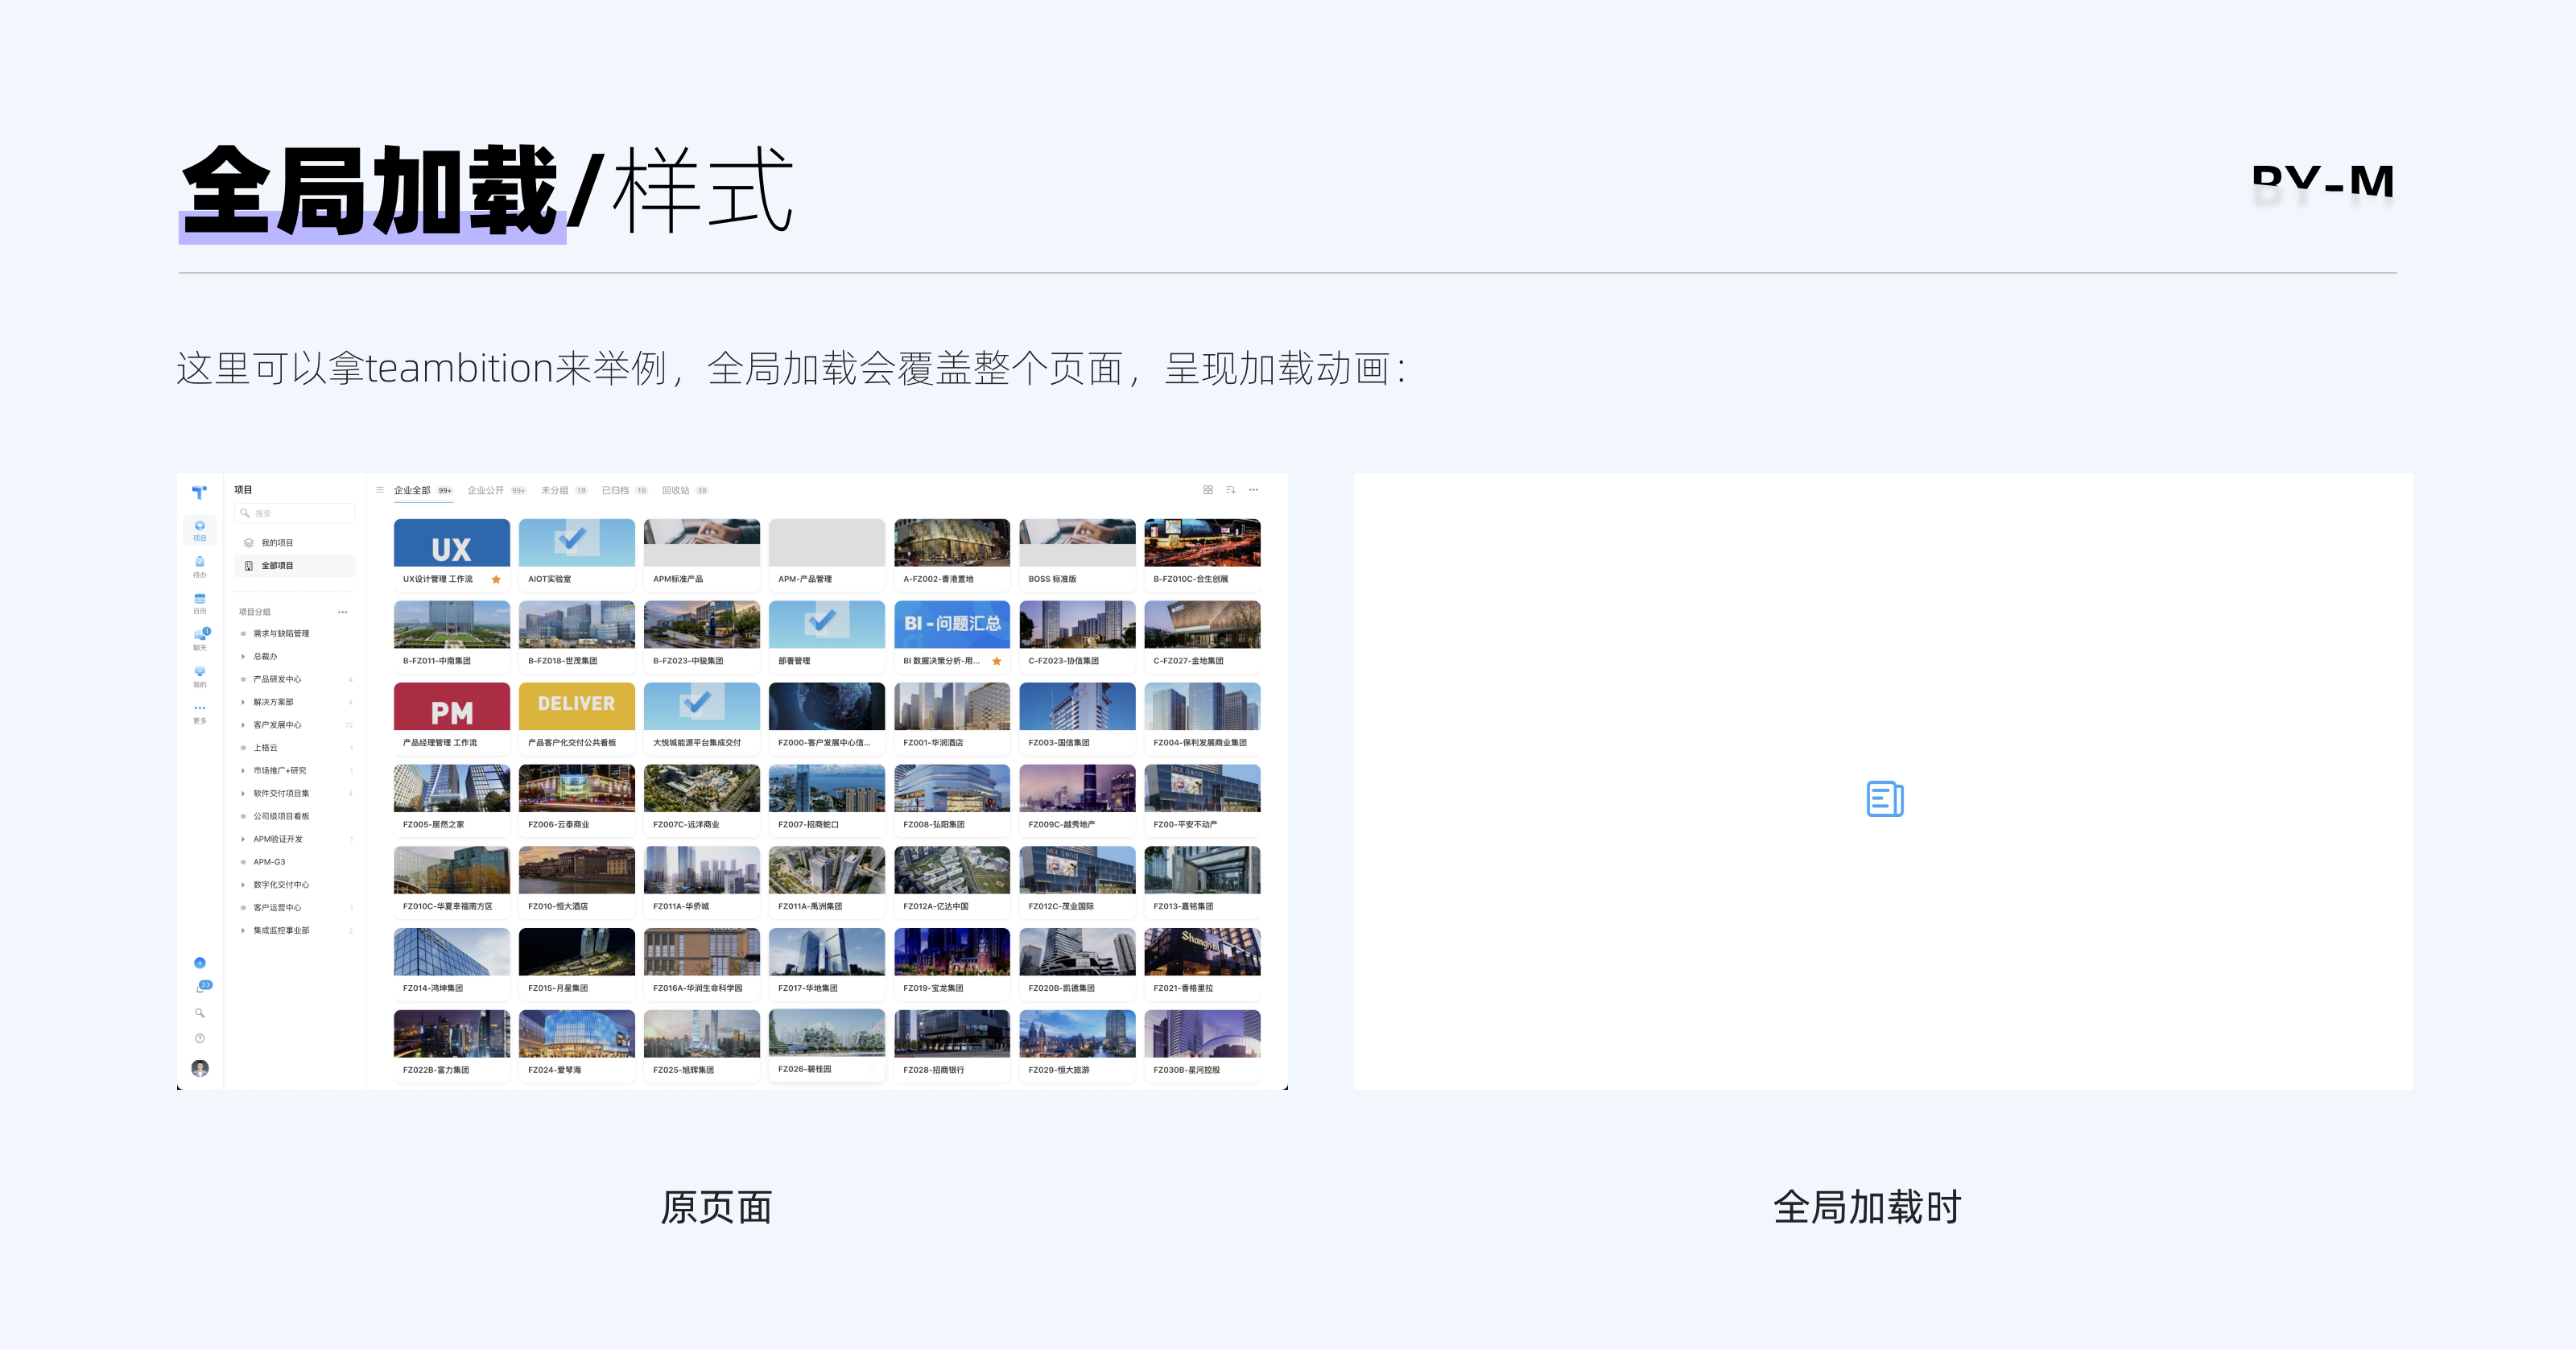 全局加载/样式
BY-M
这里可以拿teambition来举例，全局加载会覆盖整个页面，呈现加载动画：
项目
搜索
我的项目
全部项目
项目分组
需求与缺陷管理
总裁办
产品研发中心 4
解决方案部 4
客户发展中心 72
上格云 1
市场推广+研究 1
软件交付项目集 4
公司级项目看板
APM验证开发 1
APM-G3
数字化交付中心
客户运营中心 1
集成监控事业部 2
项目
待办
日历
1
聊天
我的
更多
33
企业全部 99+ 企业公开 99+ 未分组 19 已归档 16 回收站 38
UX
UX设计管理 工作流 AIOT实验室 APM标准产品 APM-产品管理 A-FZ002-香港置地 BOSS 标准版 B-FZ010C-合生创展
BI - 问题汇总
B-FZ011-中南集团 B-FZ018-世茂集团 B-FZ023-中骏集团 部署管理 BI 数据决策分析-用... C-FZ023-协信集团 C-FZ027-金地集团
PM DELIVER
产品经理管理 工作流 产品客户化交付公共看板 大悦城能源平台集成交付 FZ000-客户发展中心信... FZ001-华润酒店 FZ003-国信集团 FZ004-保利发展商业集团
FZ005-居然之家 FZ006-云泰商业 FZ007C-远洋商业 FZ007-招商蛇口 FZ008-弘阳集团 FZ009C-越秀地产 FZ00-平安不动产
FZ010C-华夏幸福南方区 FZ010-恒大酒店 FZ011A-华侨城 FZ011A-禹洲集团 FZ012A-亿达中国 FZ012C-茂业国际 FZ013-嘉铭集团
Shangri
FZ014-鸿坤集团 FZ015-月星集团 FZ016A-华润生命科学园 FZ017-华地集团 FZ019-宝龙集团 FZ020B-凯德集团 FZ021-香格里拉
FZ022B-富力集团 FZ024-爱琴海 FZ025-旭辉集团 FZ026-碧桂园 FZ028-招商银行 FZ029-恒大旅游 FZ030B-星河控股
原页面
全局加载时